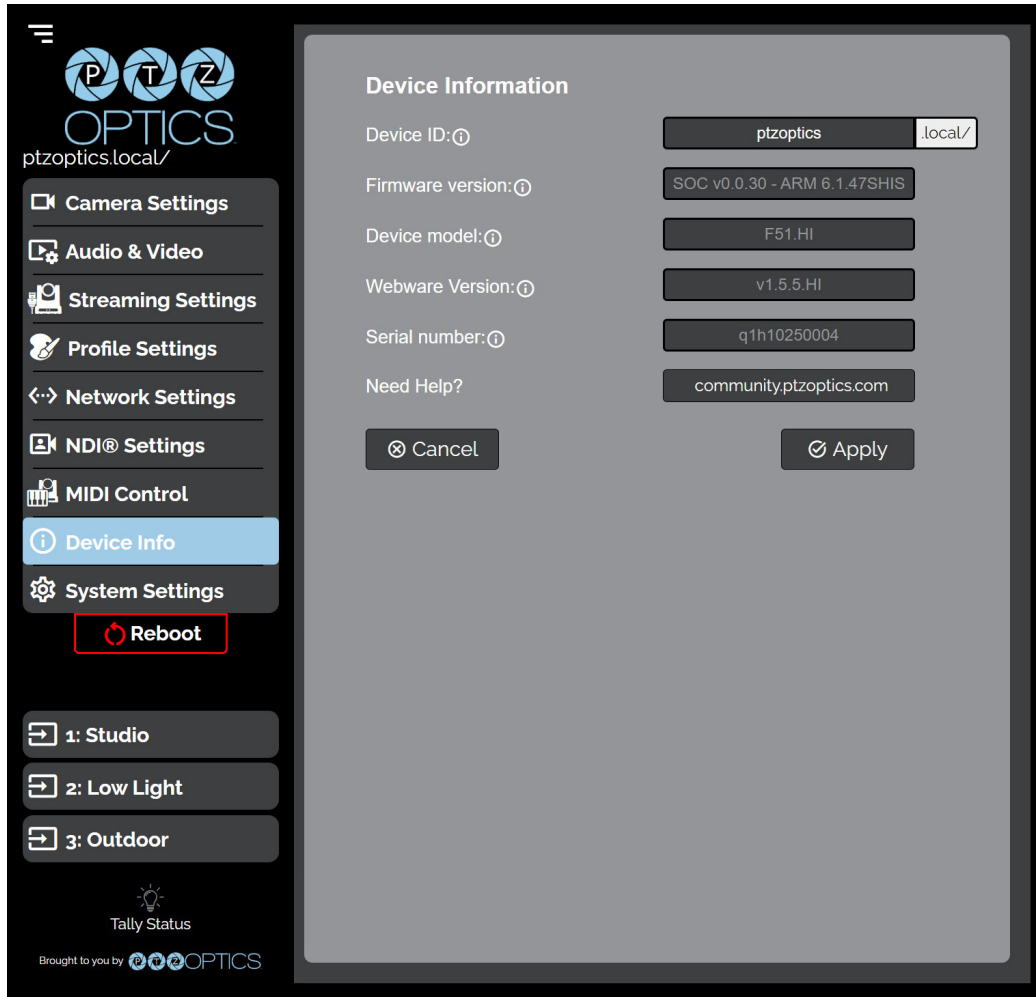 PTZ
OPTICS
ptzoptics.local/
Camera Settings
Audio & Video
Streaming Settings
Profile Settings
Network Settings
NDI® Settings
MIDI Control
Device Info
System Settings
Reboot
1: Studio
2: Low Light
3: Outdoor
Tally Status
Brought to you by PTZOPTICS
Device Information
Device ID: ptzoptics .local/
Firmware version: SOC v0.0.30 - ARM 6.1.47SHIS
Device model: F51.HI
Webware Version: v1.5.5.HI
Serial number: q1h10250004
Need Help? community.ptzoptics.com
Cancel Apply